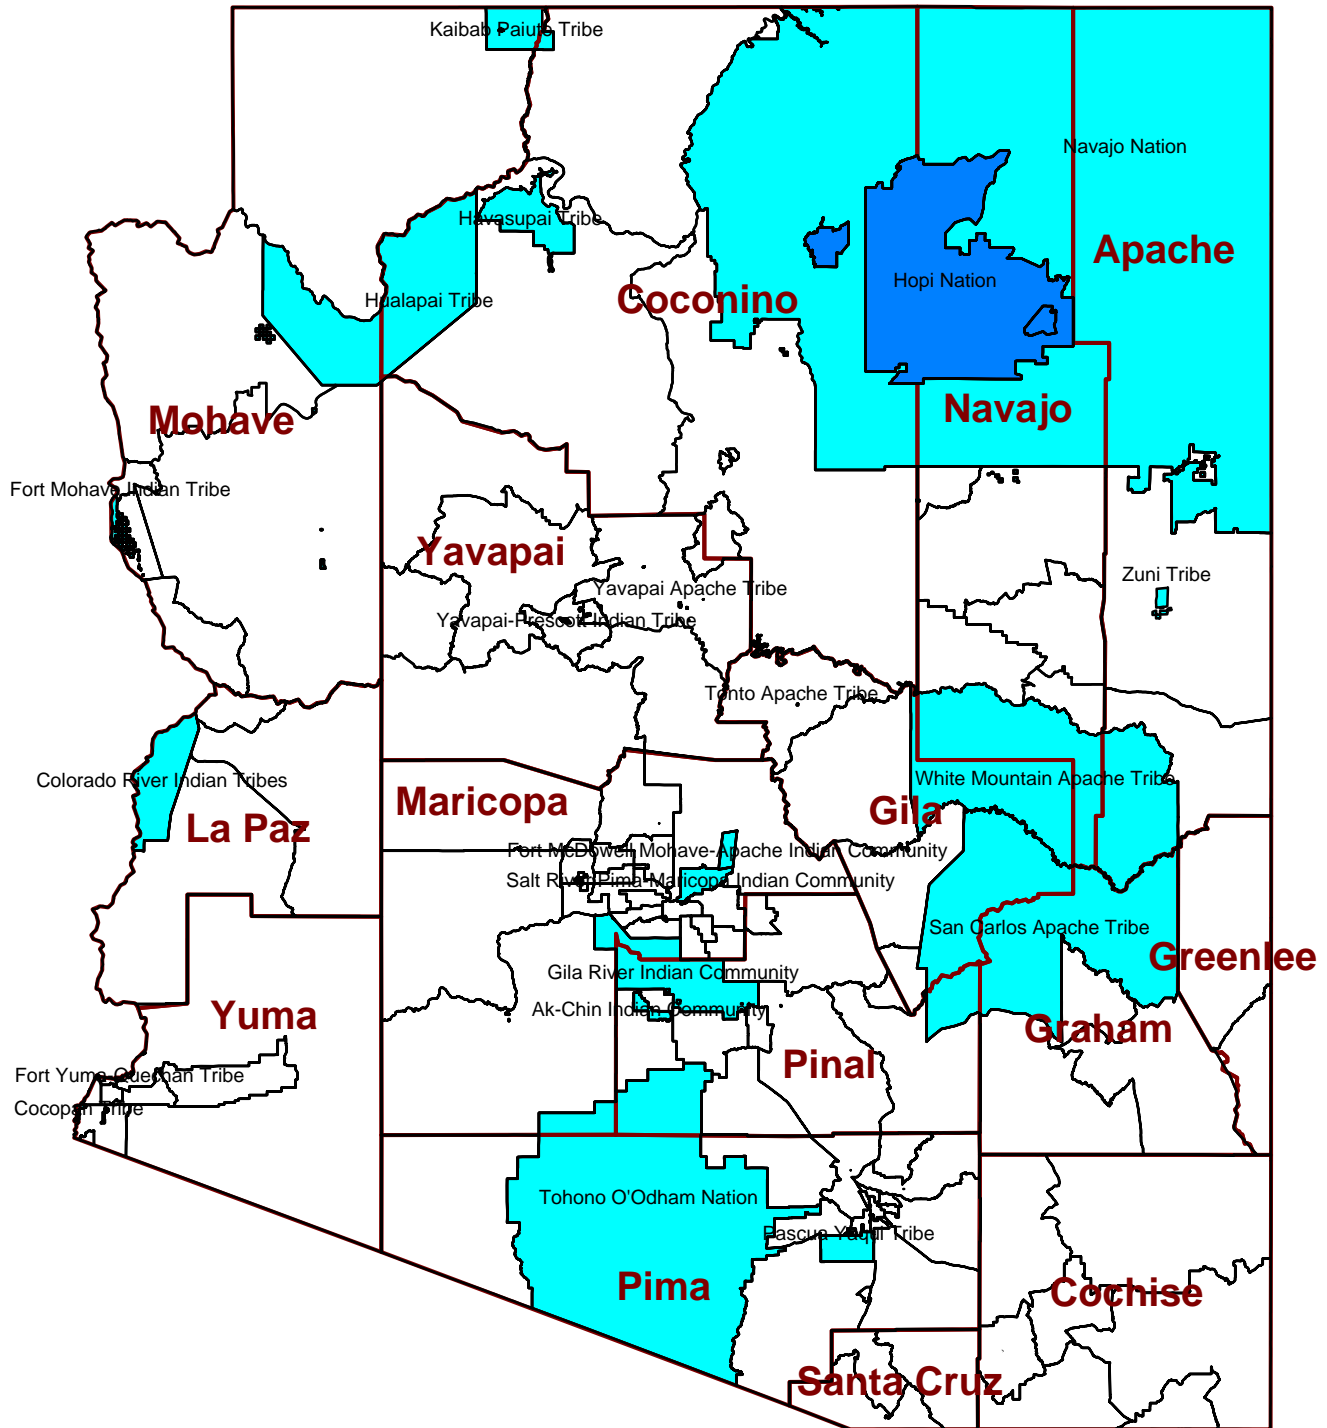 Kaibab Paiute Tribe
Navajo Nation
Havasupai Tribe
Apache
Hopi Nation
Hualapai Tribe
Coconino
Navajo
Mohave
Fort Mohave Indian Tribe
Yavapai
Zuni Tribe
Yavapai Apache Tribe
Yavapai-Prescott Indian Tribe
Tonto Apache Tribe
Colorado River Indian Tribes
White Mountain Apache Tribe
Maricopa
Gila
La Paz
Fort McDowell Mohave-Apache Indian Community
Salt River Pima-Maricopa Indian Community
San Carlos Apache Tribe
Greenlee
Gila River Indian Community
Ak-Chin Indian Community
Yuma
Graham
Pinal
Fort Yuma-Quechan Tribe
Cocopah Tribe
Tohono O'Odham Nation
Pascua Yaqui Tribe
Pima
Cochise
Santa Cruz